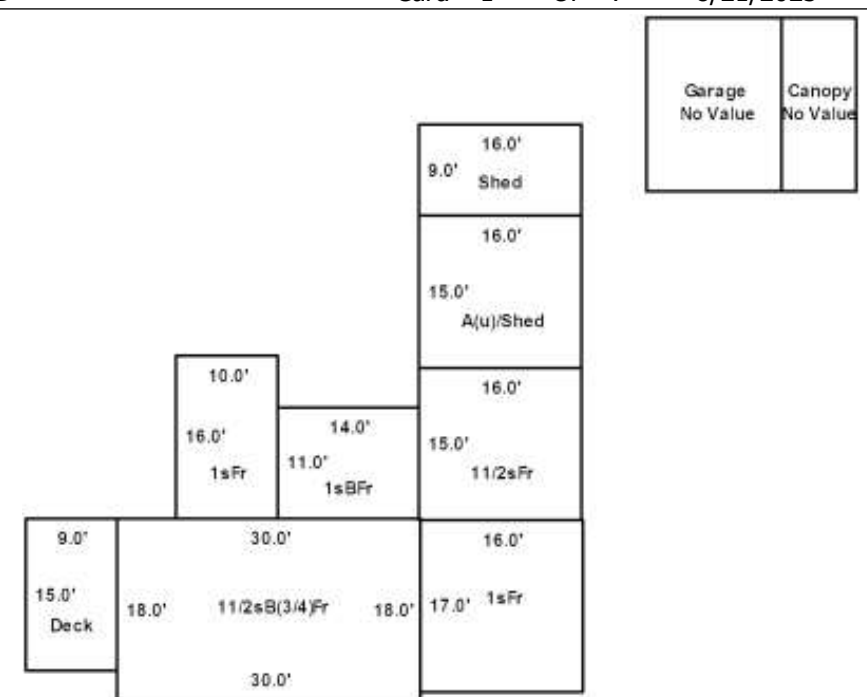 Garage
No Value
Canopy
No Value
16.0'
9.0'
Shed
16.0'
15.0'
A(u)/Shed
10.0'
16.0'
1sFr
14.0'
11.0'
1sBFr
16.0'
15.0'
11/2sFr
9.0'
15.0'
Deck
30.0'
18.0'
11/2sB(3/4)Fr
18.0'
30.0'
16.0'
17.0'
1sFr